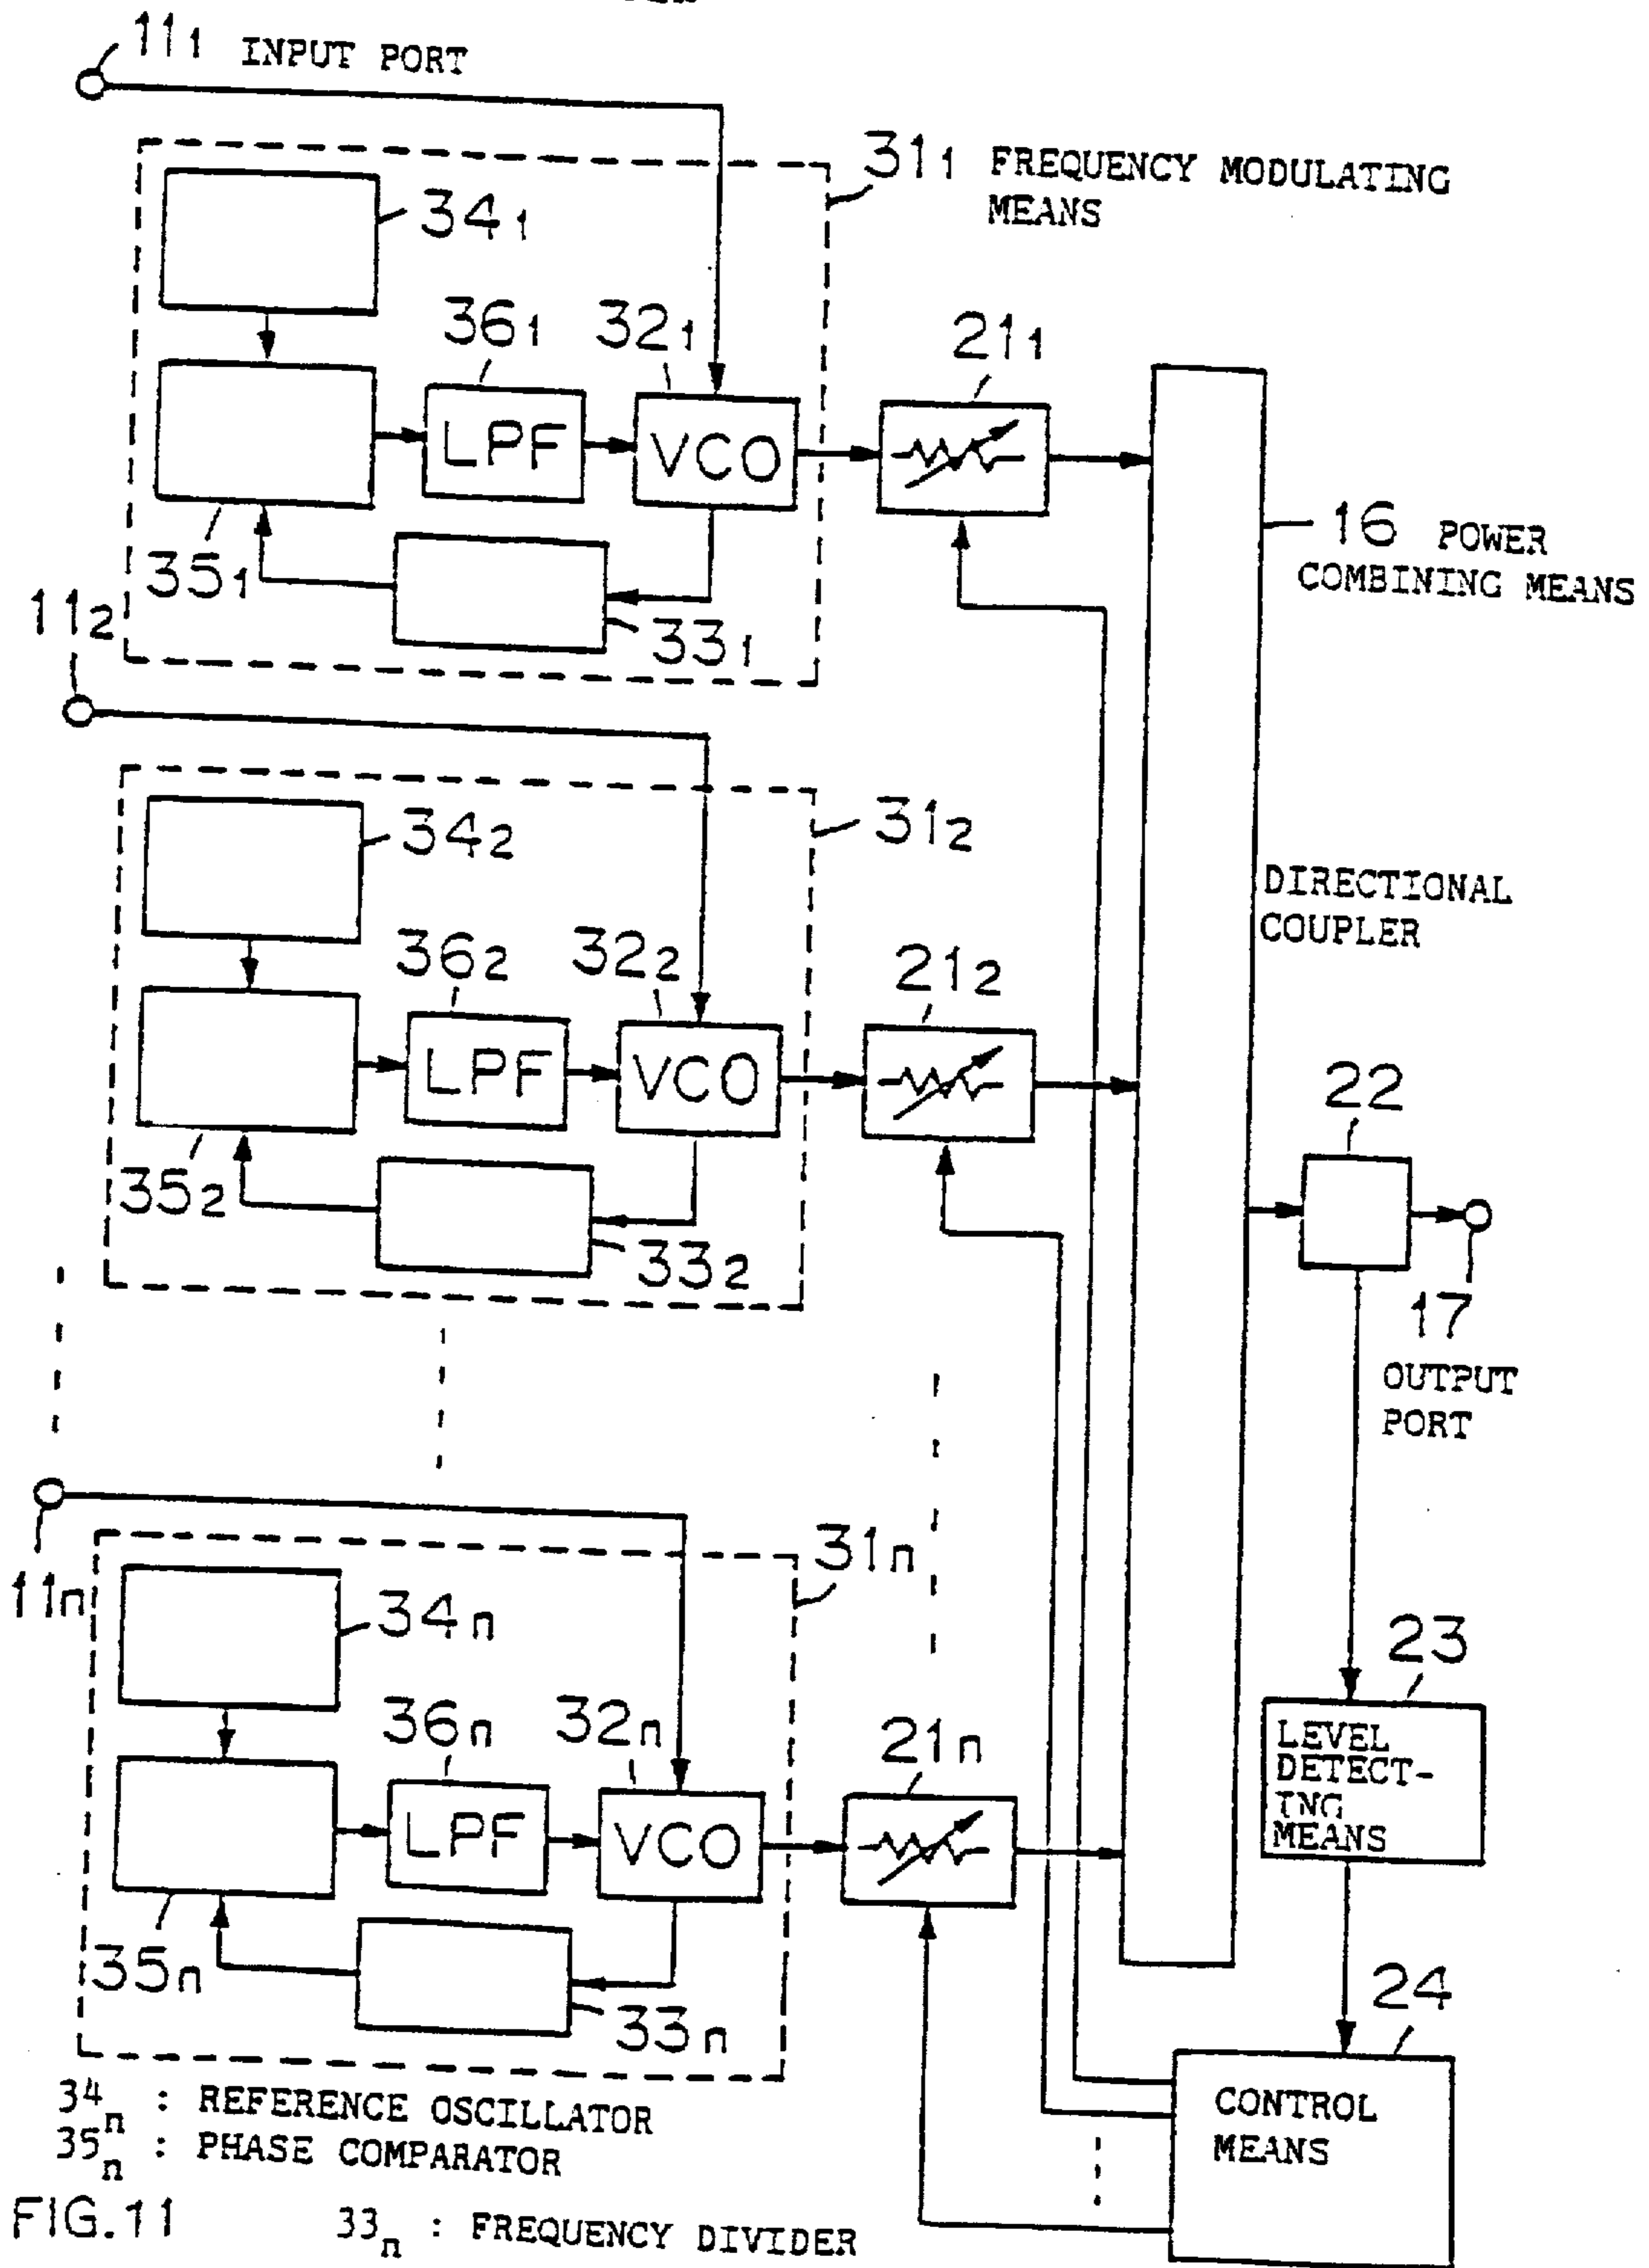 11₁ INPUT PORT
31₁ FREQUENCY MODULATING
MEANS
34₁
36₁
32₁
21₁
LPF
VCO
16 POWER
COMBINING MEANS
35₁
33₁
11₂
34₂
31₂
DIRECTIONAL
COUPLER
36₂
32₂
21₂
LPF
VCO
22
35₂
33₂
17
OUTPUT
PORT
11n
31n
34n
23
36n
32n
21n
LEVEL
DETECT-
ING
MEANS
LPF
VCO
35n
33n
24
CONTROL
MEANS
34n : REFERENCE OSCILLATOR
35n : PHASE COMPARATOR
FIG.11
33n : FREQUENCY DIVIDER